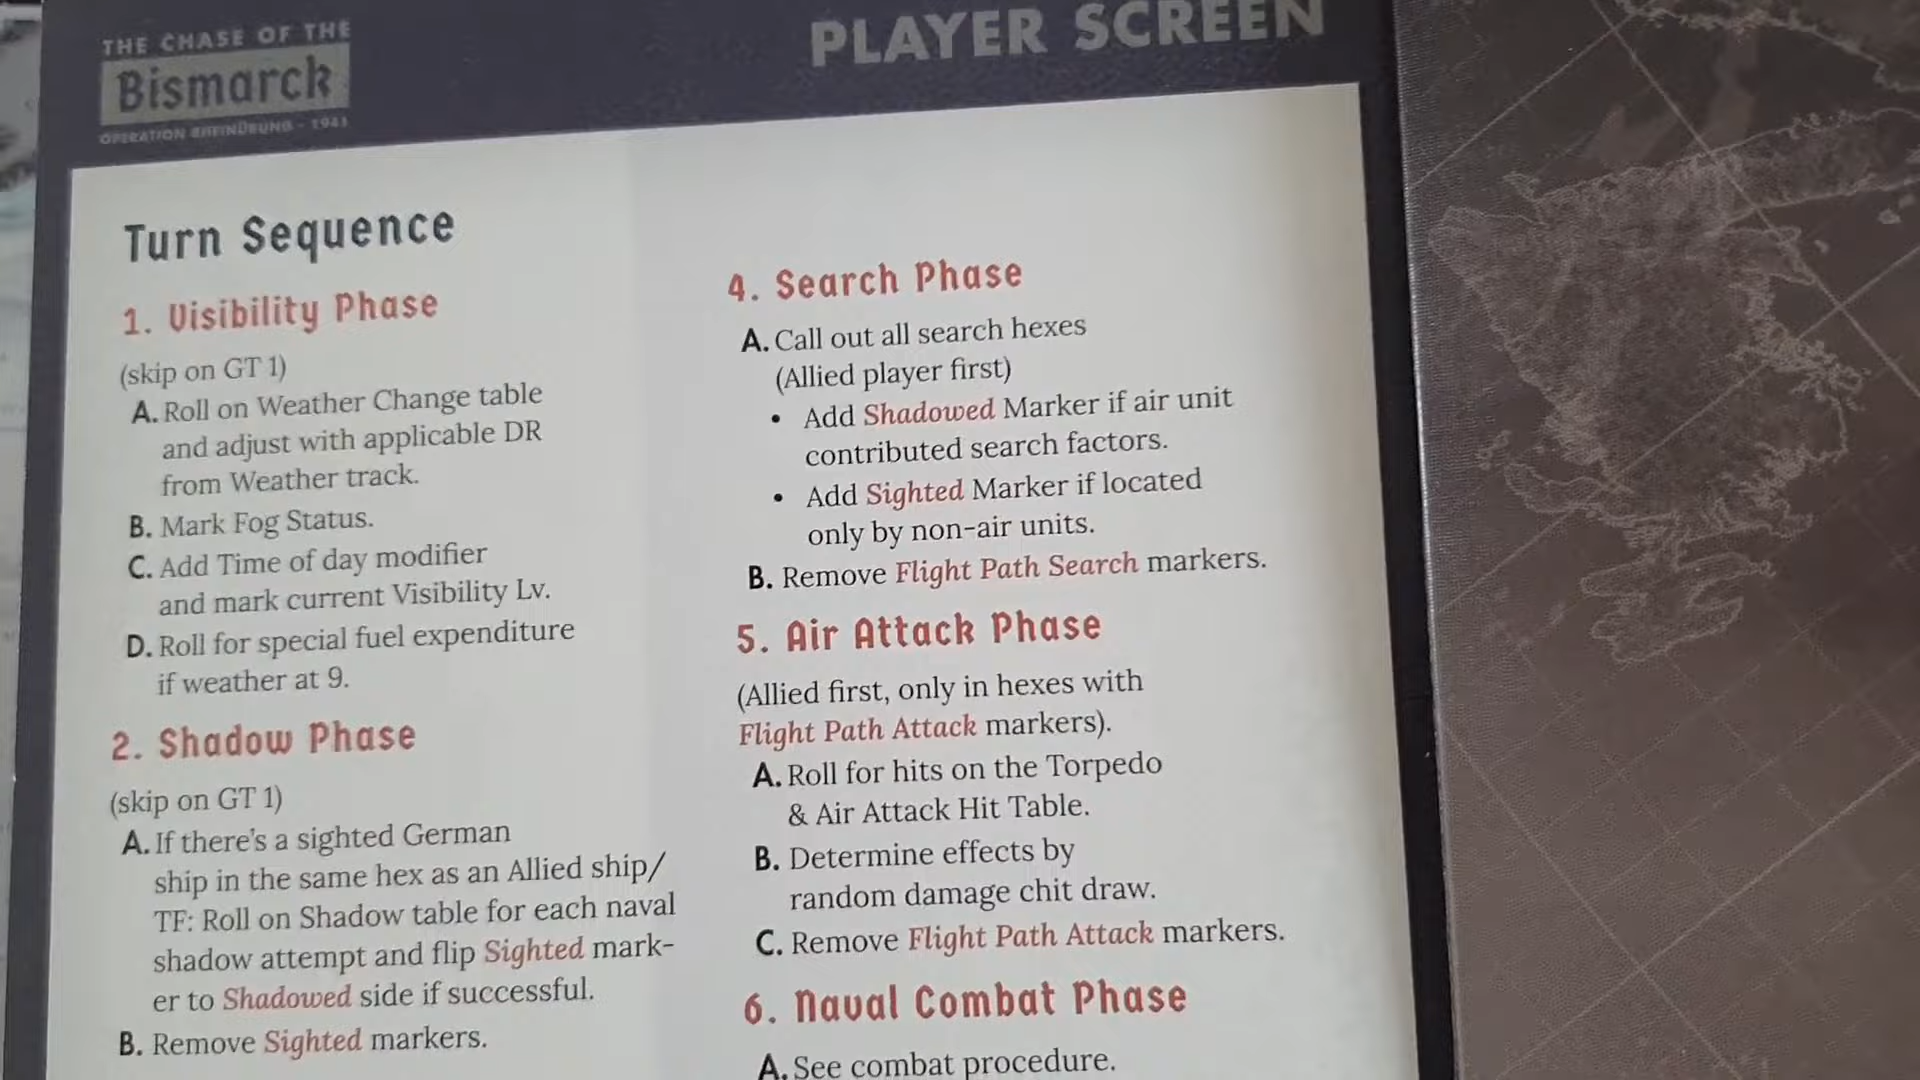 THE CHASE OF THE
Bismarck
OPERATION RHEINÜBUNG - 1941
PLAYER SCREEN
Turn Sequence
1. Visibility Phase
(skip on GT 1)
A. Roll on Weather Change table
and adjust with applicable DR
from Weather track.
B. Mark Fog Status.
C. Add Time of day modifier
and mark current Visibility Lv.
D. Roll for special fuel expenditure
if weather at 9.
2. Shadow Phase
(skip on GT 1)
A. If there's a sighted German
ship in the same hex as an Allied ship/
TF: Roll on Shadow table for each naval
shadow attempt and flip Sighted mark-
er to Shadowed side if successful.
B. Remove Sighted markers.
4. Search Phase
A. Call out all search hexes
(Allied player first)
• Add Shadowed Marker if air unit
contributed search factors.
• Add Sighted Marker if located
only by non-air units.
B. Remove Flight Path Search markers.
5. Air Attack Phase
(Allied first, only in hexes with
Flight Path Attack markers).
A. Roll for hits on the Torpedo
& Air Attack Hit Table.
B. Determine effects by
random damage chit draw.
C. Remove Flight Path Attack markers.
6. Naval Combat Phase
A. See combat procedure.